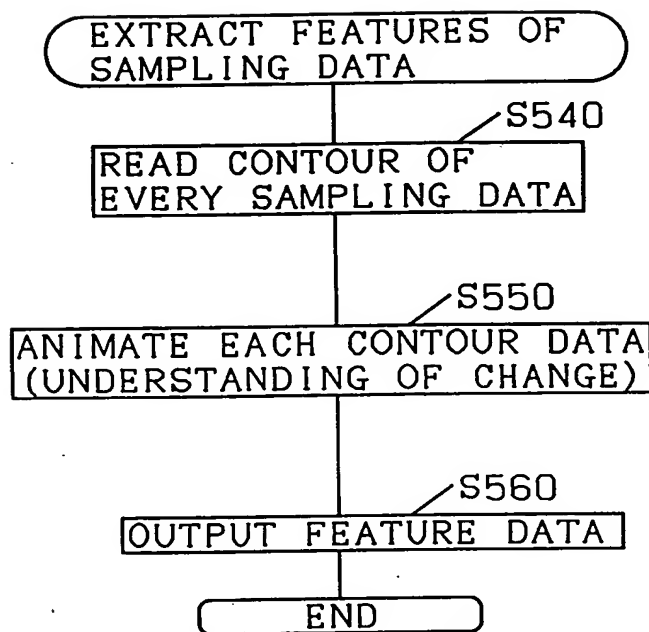 EXTRACT FEATURES OF
SAMPLING DATA
S540
READ CONTOUR OF
EVERY SAMPLING DATA
S550
ANIMATE EACH CONTOUR DATA
(UNDERSTANDING OF CHANGE)
S560
OUTPUT FEATURE DATA
END